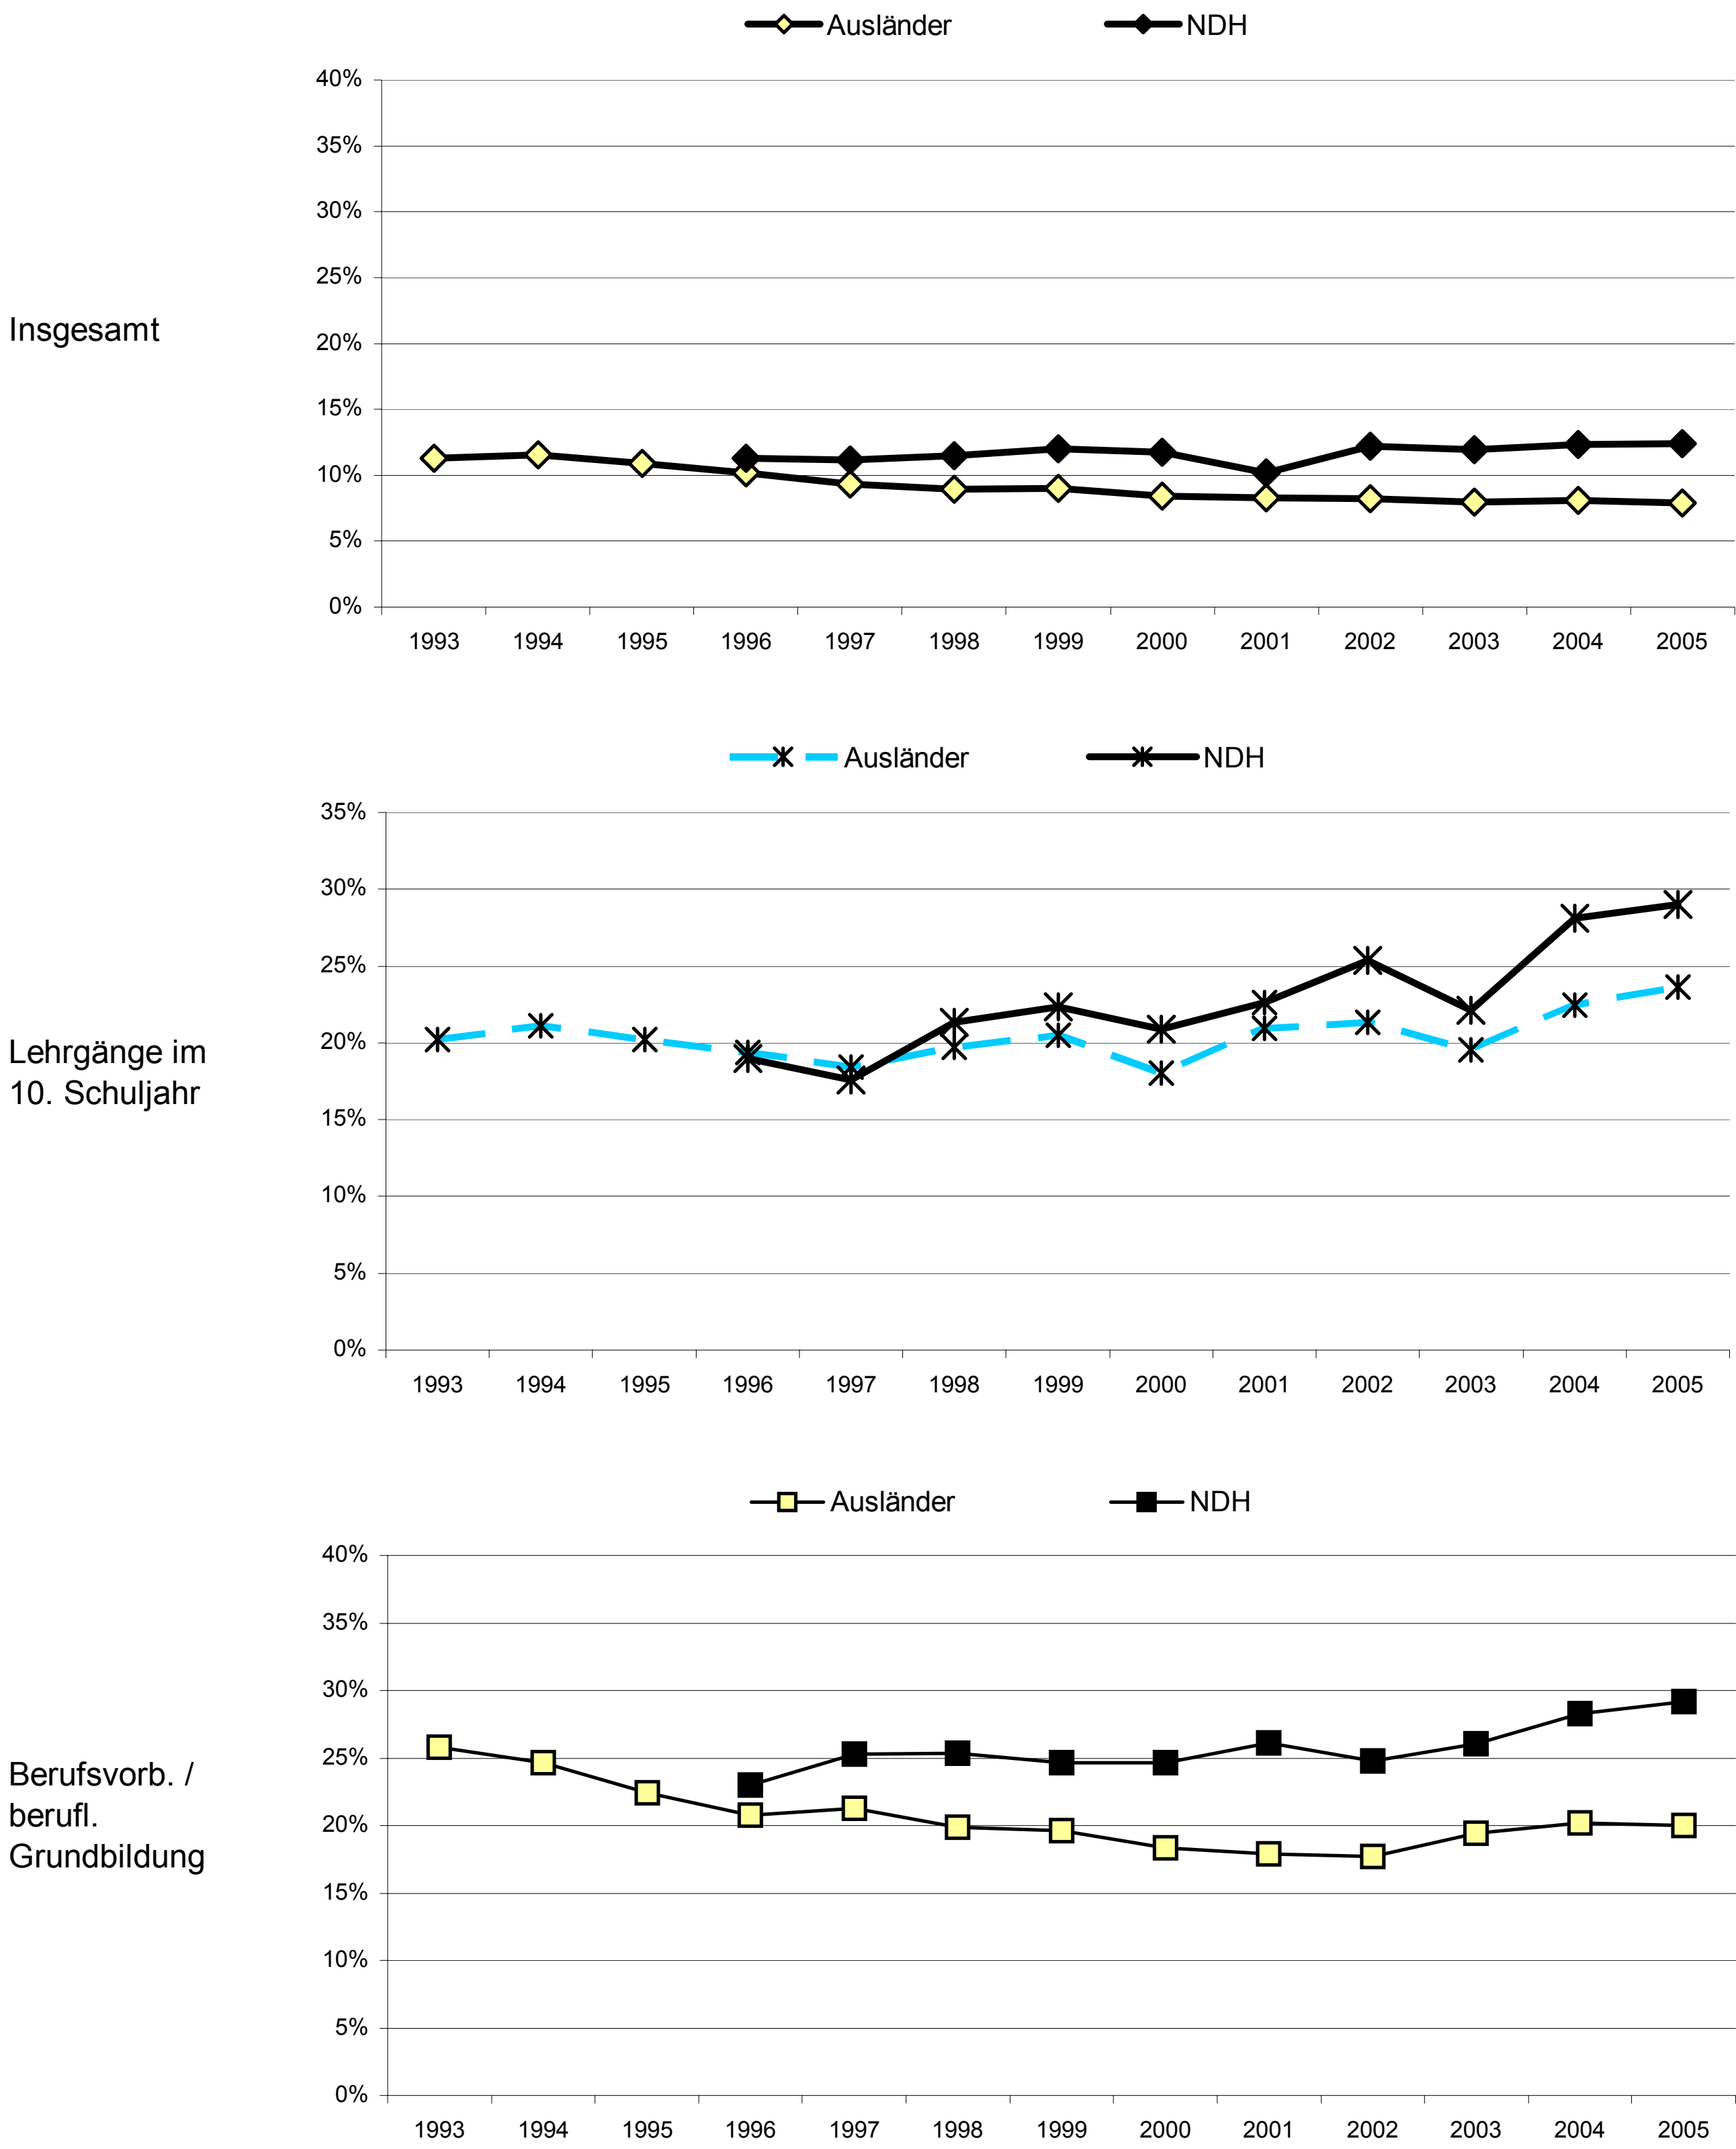 Ausländer NDH
40%
35%
30%
25%
Insgesamt
20%
15%
10%
5%
0%
1993 1994 1995 1996 1997 1998 1999 2000 2001 2002 2003 2004 2005
Ausländer NDH
35%
30%
25%
20%
Lehrgänge im
10. Schuljahr
15%
10%
5%
0%
1993 1994 1995 1996 1997 1998 1999 2000 2001 2002 2003 2004 2005
Ausländer NDH
40%
35%
30%
25%
Berufsvorb. /
berufl.
Grundbildung
20%
15%
10%
5%
0%
1993 1994 1995 1996 1997 1998 1999 2000 2001 2002 2003 2004 2005